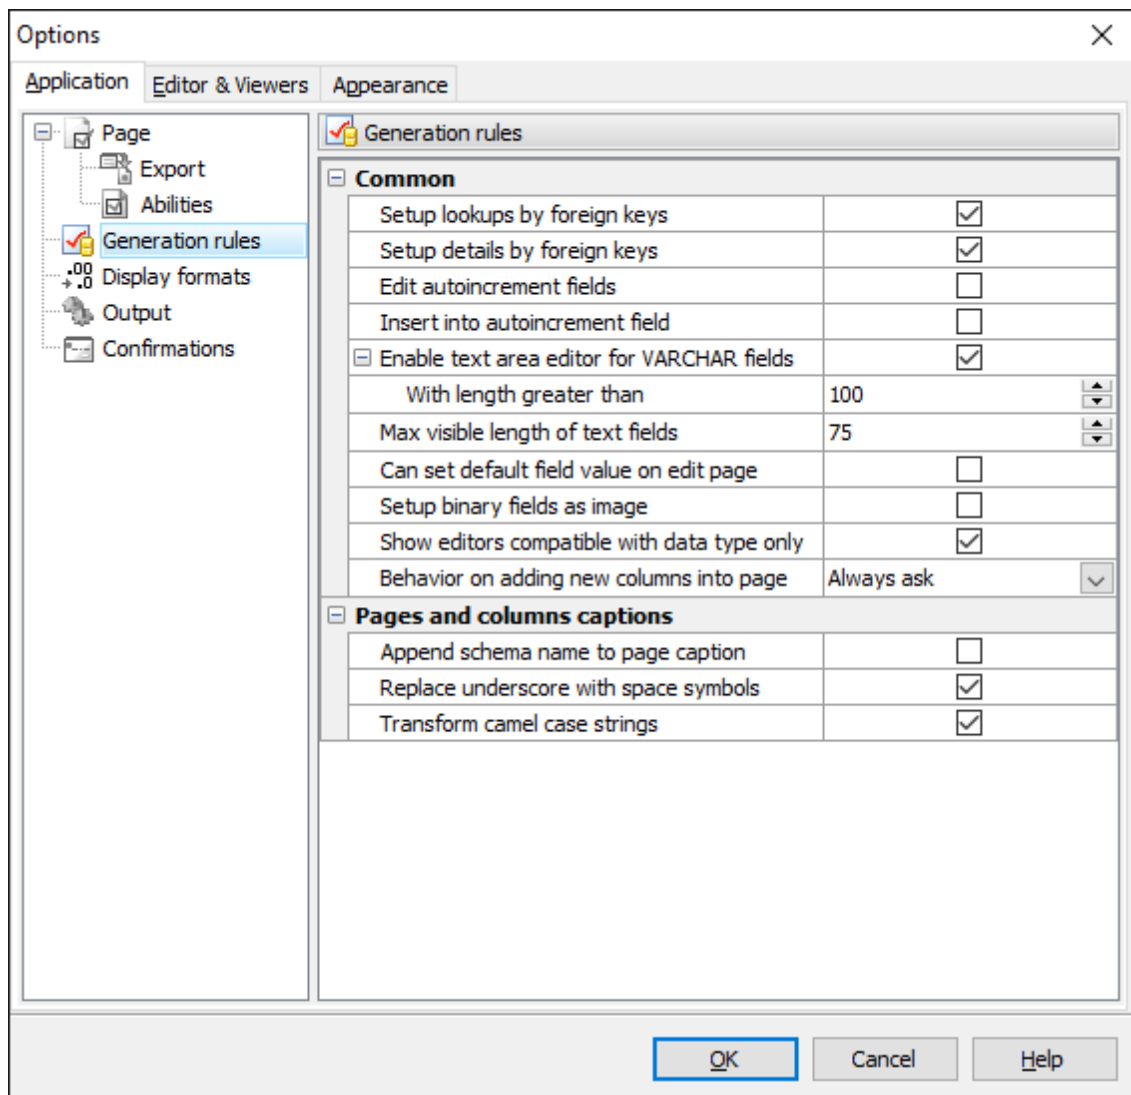 Options
Application Editor & Viewers Appearance
Page
Export
Abilities
Generation rules
Display formats
Output
Confirmations
Generation rules
Common
Setup lookups by foreign keys
Setup details by foreign keys
Edit autoincrement fields
Insert into autoincrement field
Enable text area editor for VARCHAR fields
With length greater than 100
Max visible length of text fields 75
Can set default field value on edit page
Setup binary fields as image
Show editors compatible with data type only
Behavior on adding new columns into page Always ask
Pages and columns captions
Append schema name to page caption
Replace underscore with space symbols
Transform camel case strings
OK Cancel Help